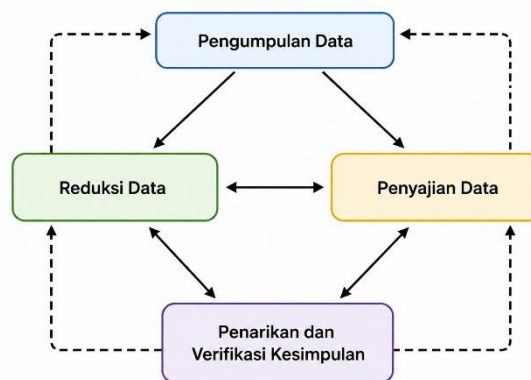 Pengumpulan Data
Reduksi Data
Penyajian Data
Penarikan dan
Verifikasi Kesimpulan